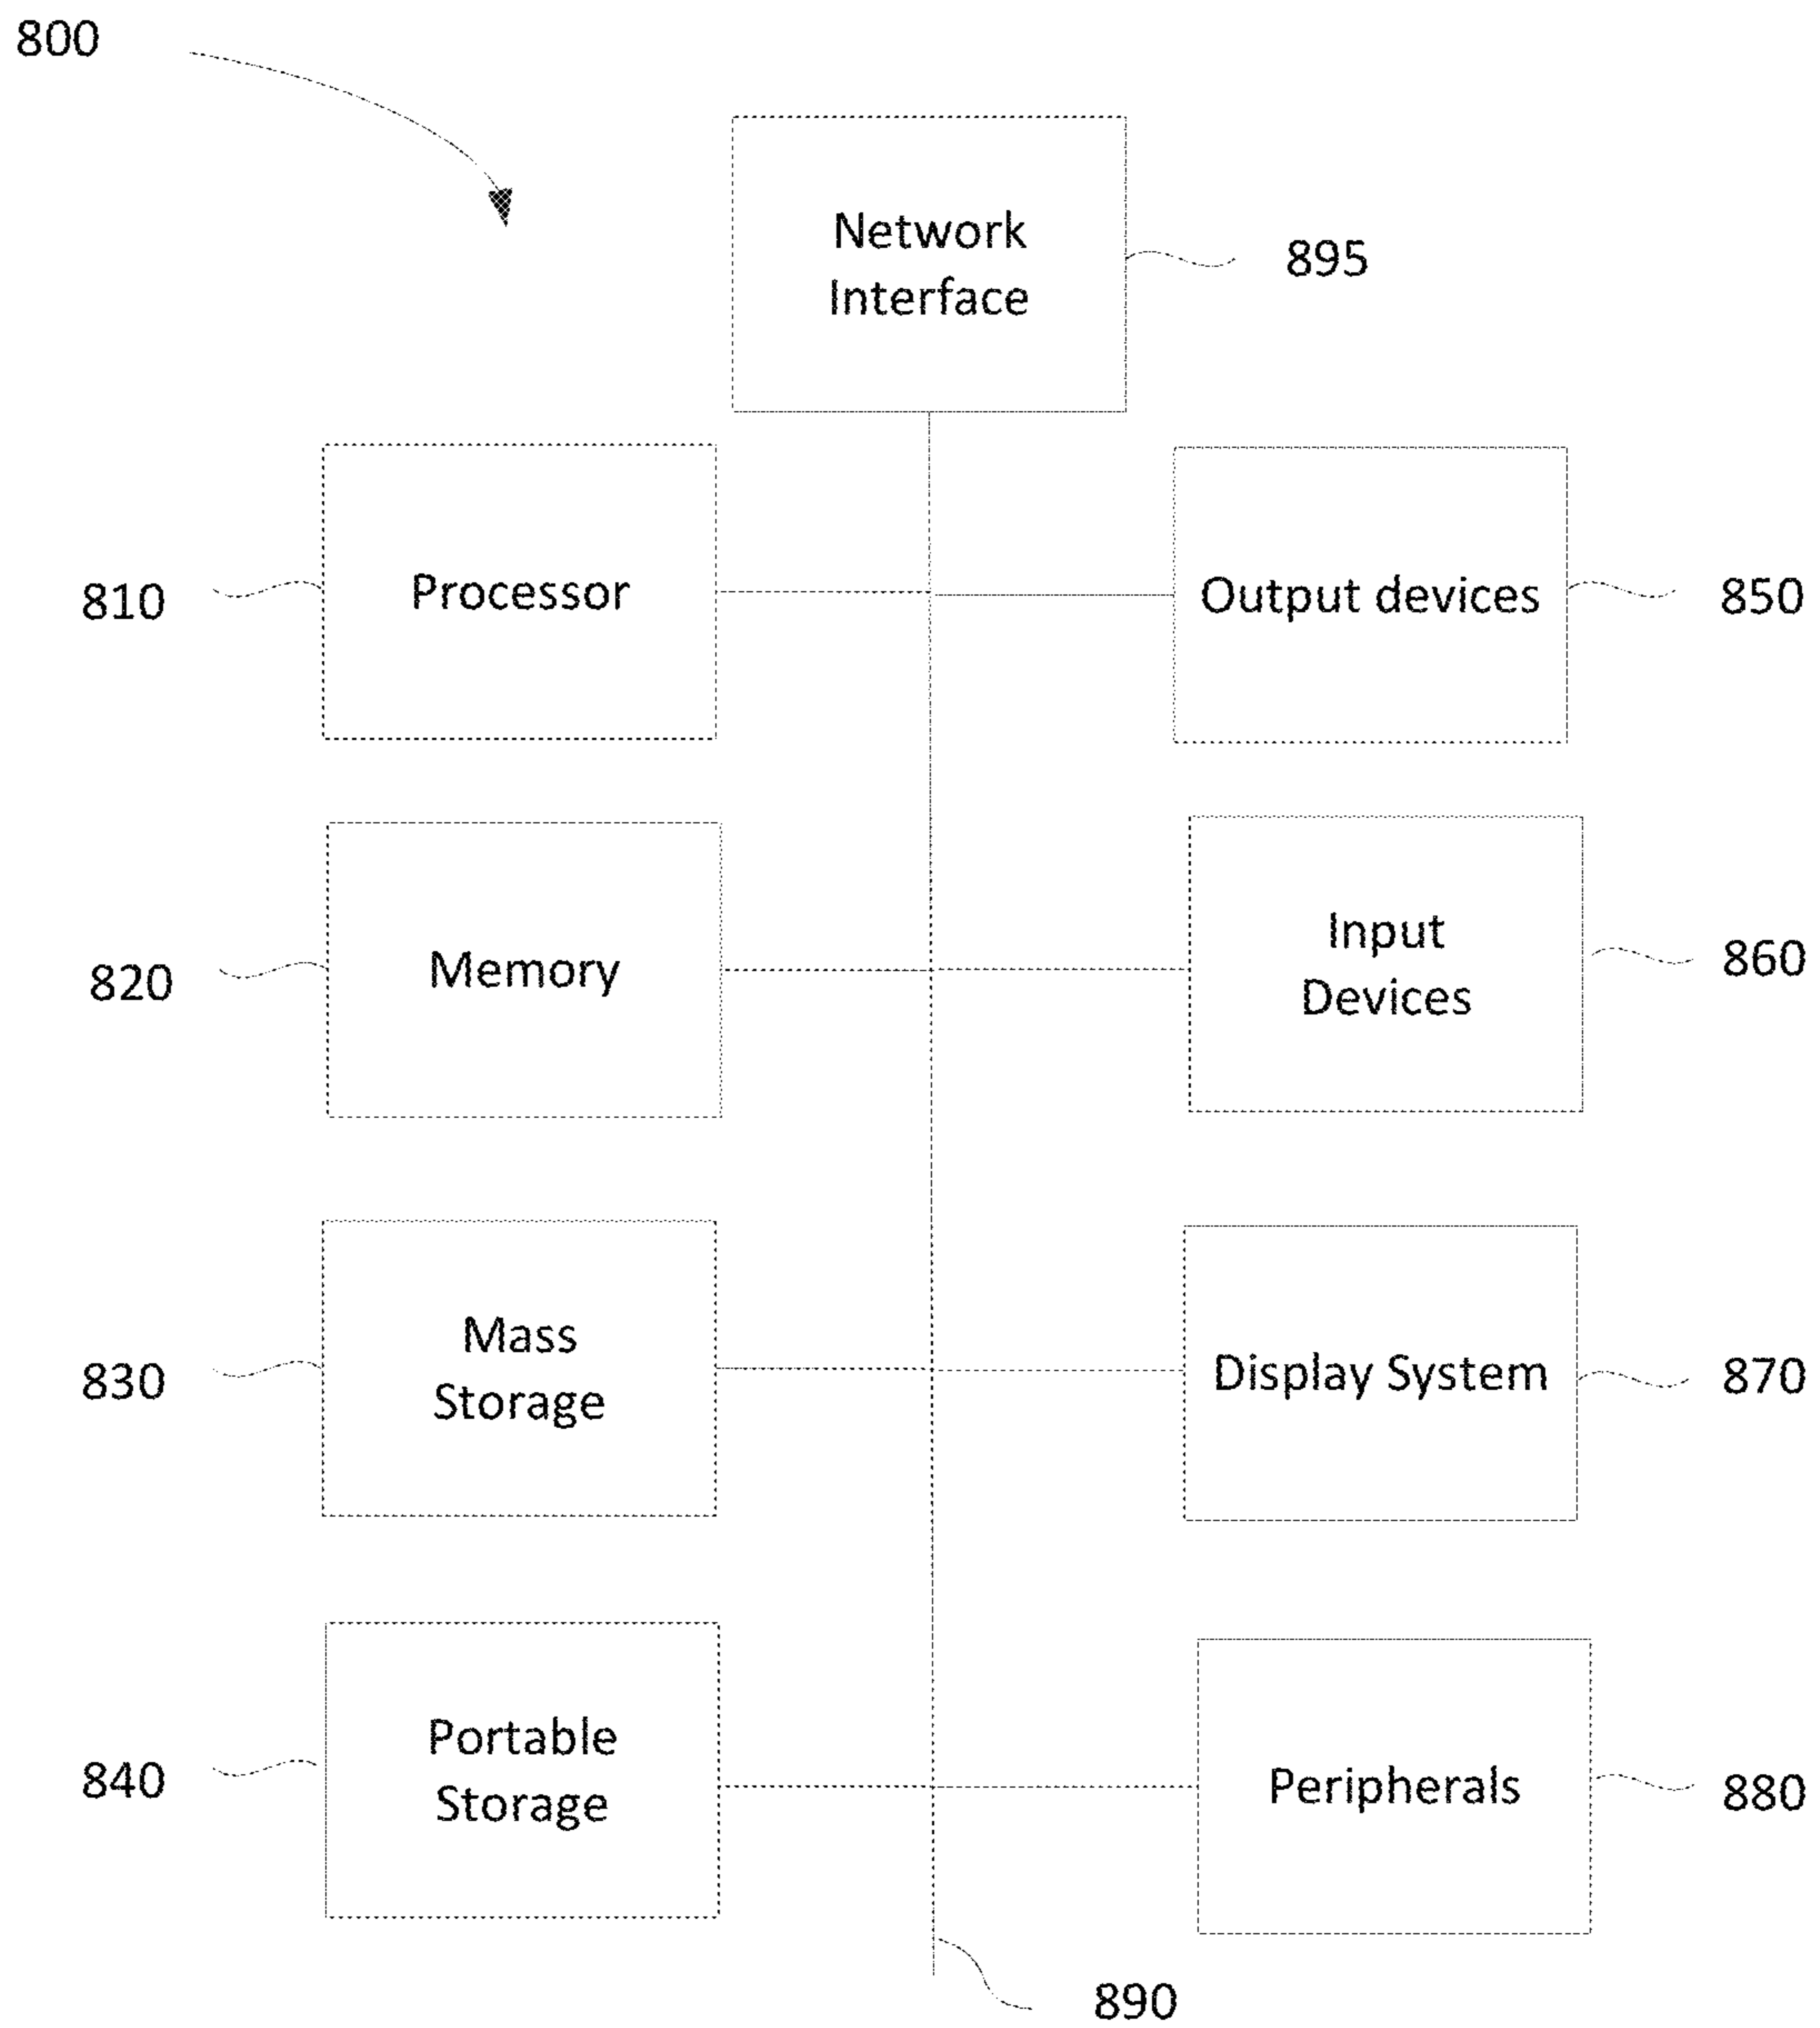 800
Network
Interface
895
810
Processor
Output devices
850
820
Memory
Input
Devices
860
830
Mass
Storage
Display System
870
840
Portable
Storage
Peripherals
880
890